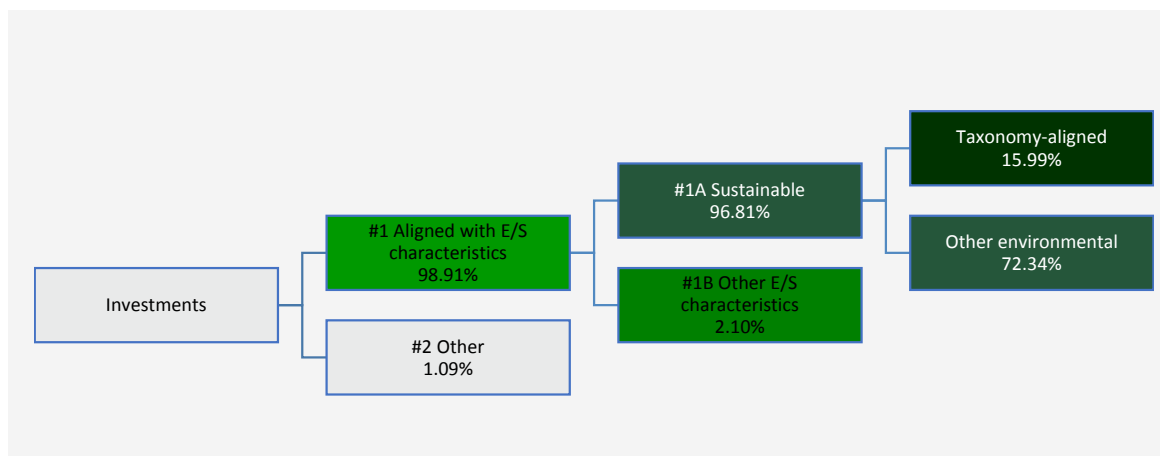 Investments
#1 Aligned with E/S
characteristics
98.91%
#2 Other
1.09%
#1A Sustainable
96.81%
#1B Other E/S
characteristics
2.10%
Taxonomy-aligned
15.99%
Other environmental
72.34%